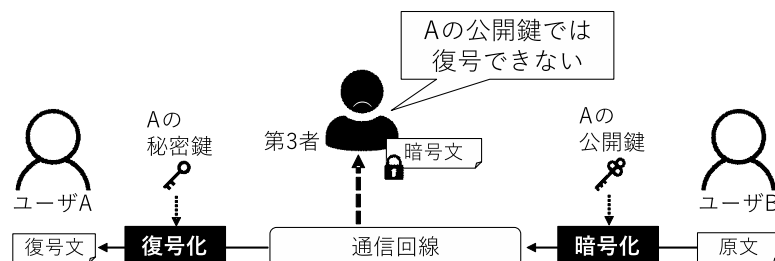 Aの公開鍵では
復号できない
Aの
秘密鍵
第3者
暗号文
Aの
公開鍵
ユーザA
ユーザB
復号文
復号化
通信回線
暗号化
原文